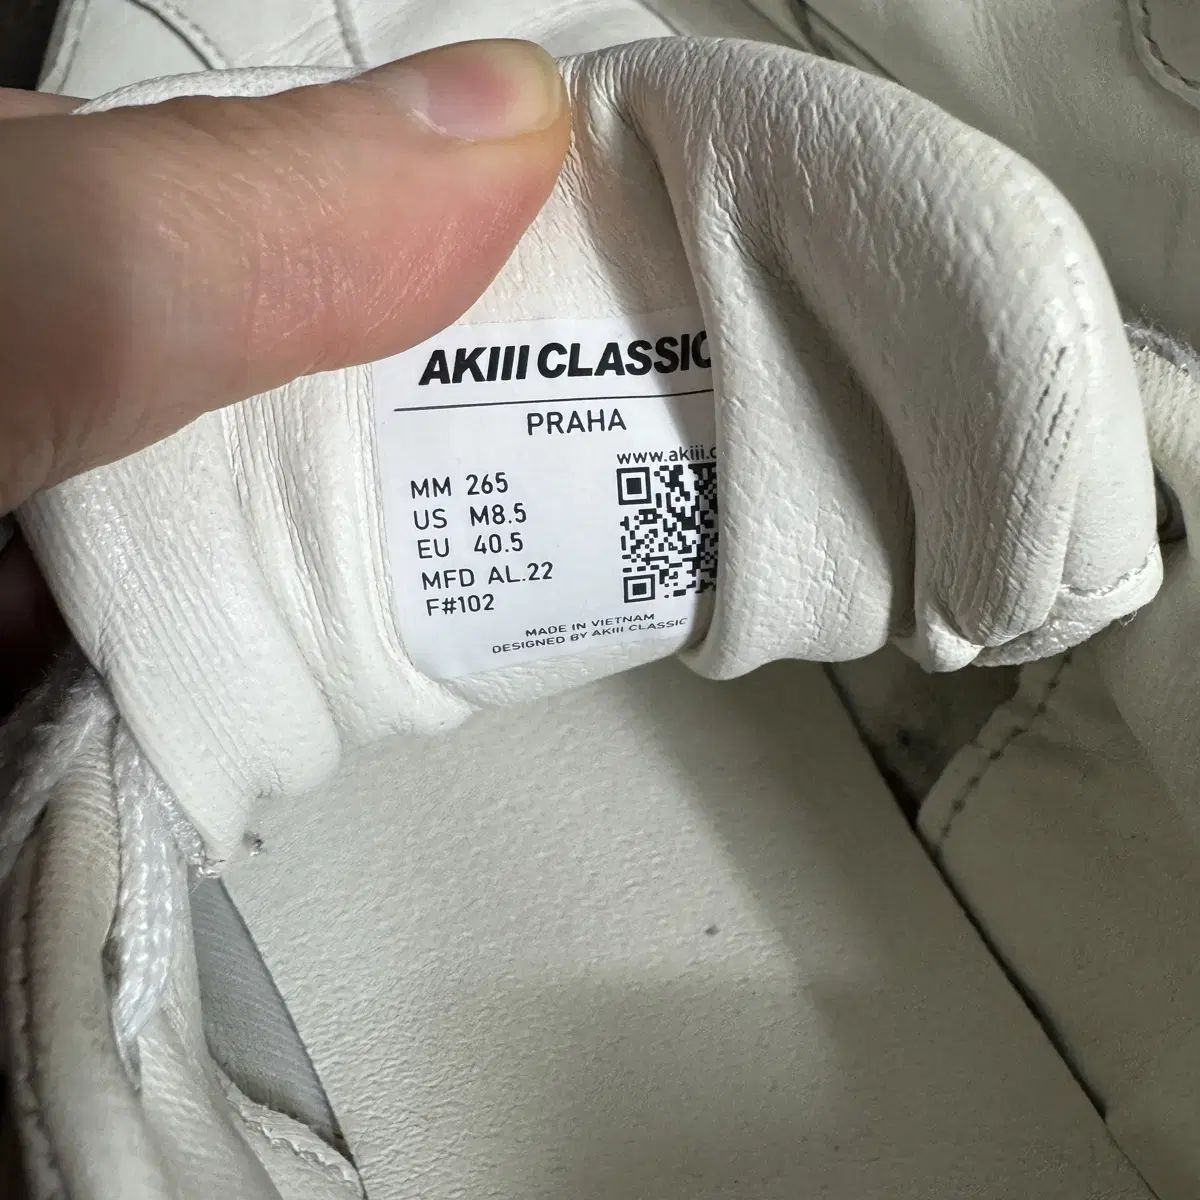 AKIII CLASSIC
PRAHA
www.akiii.c
MM 265
US M8.5
EU 40.5
MFD AL.22
F#102
MADE IN VIETNAM
DESIGNED BY AKIII CLASSIC